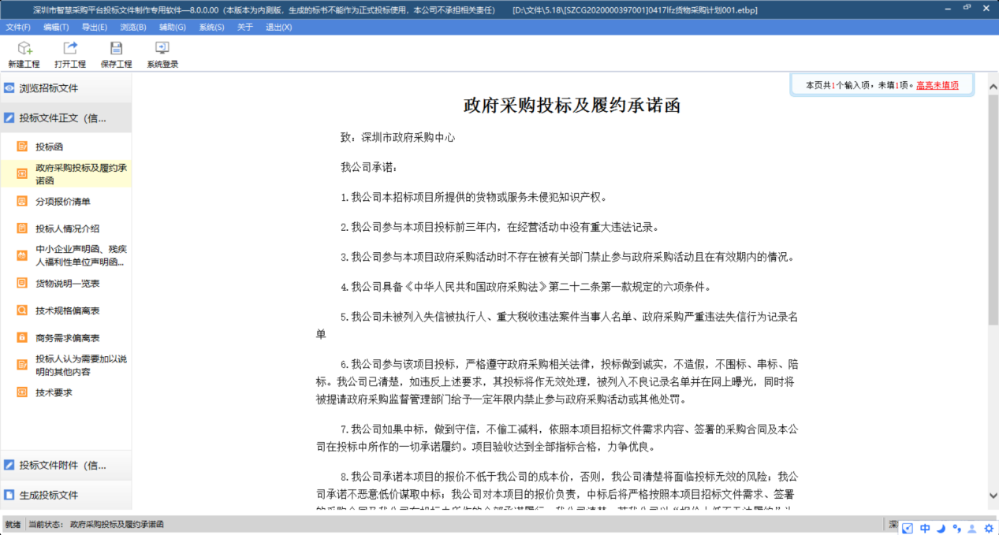 深圳市智慧采购平台投标文件制作专用软件—8.0.0.00（本版本为内测版，生成的标书不能作为正式投标使用，本公司不承担相关责任） [D:\文件\5.18\[SZCG2020000397001]0417lfz货物采购计划001.etbp]
文件(F) 编辑(T) 导出(E) 浏览(B) 辅助(G) 系统(S) 关于 退出(X)
新建工程 打开工程 保存工程 系统登录
浏览招标文件
投标文件正文（信...
投标函
政府采购投标及履约承
诺函
分项报价清单
投标人情况介绍
中小企业声明函、残疾
人福利性单位声明函...
货物说明一览表
技术规格偏离表
商务需求偏离表
投标人认为需要加以说
明的其他内容
技术要求
投标文件附件（信...
生成投标文件
本页共1个输入项，未填1项。高亮未填项
政府采购投标及履约承诺函
致：深圳市政府采购中心
我公司承诺：
1.我公司本招标项目所提供的货物或服务未侵犯知识产权。
2.我公司参与本项目投标前三年内，在经营活动中没有重大违法记录。
3.我公司参与本项目政府采购活动时不存在被有关部门禁止参与政府采购活动且在有效期内的情况。
4.我公司具备《中华人民共和国政府采购法》第二十二条第一款规定的六项条件。
5.我公司未被列入失信被执行人、重大税收违法案件当事人名单、政府采购严重违法失信行为记录名
单
6.我公司参与该项目投标，严格遵守政府采购相关法律，投标做到诚实，不造假，不围标、串标、陪
标。我公司已清楚，如违反上述要求，其投标将作无效处理，被列入不良记录名单并在网上曝光，同时将
被提请政府采购监督管理部门给予一定年限内禁止参与政府采购活动或其他处罚。
7.我公司如果中标，做到守信，不偷工减料，依照本项目招标文件需求内容、签署的采购合同及本公
司在投标中所作的一切承诺履约。项目验收达到全部指标合格，力争优良。
8.我公司承诺本项目的报价不低于我公司的成本价，否则，我公司清楚将面临投标无效的风险；我公
司承诺不恶意低价谋取中标；我公司对本项目的报价负责，中标后将严格按照本项目招标文件需求、签署
就绪 当前状态： 政府采购投标及履约承诺函
深
中